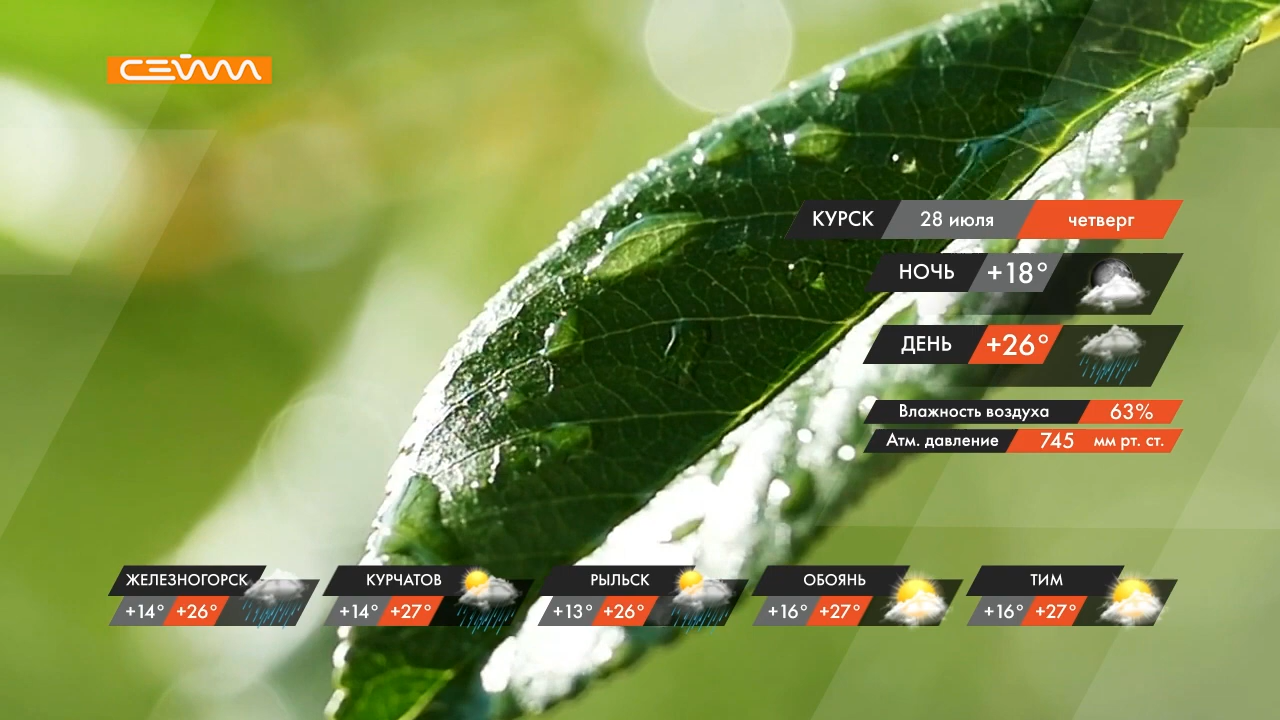 СЕЙМ
КУРСК 28 июля четверг
НОЧЬ +18°
ДЕНЬ +26°
Влажность воздуха 63%
Атм. давление 745 мм рт. ст.
ЖЕЛЕЗНОГОРСК
+14° +26°
КУРЧАТОВ
+14° +27°
РЫЛЬСК
+13° +26°
ОБОЯНЬ
+16° +27°
ТИМ
+16° +27°